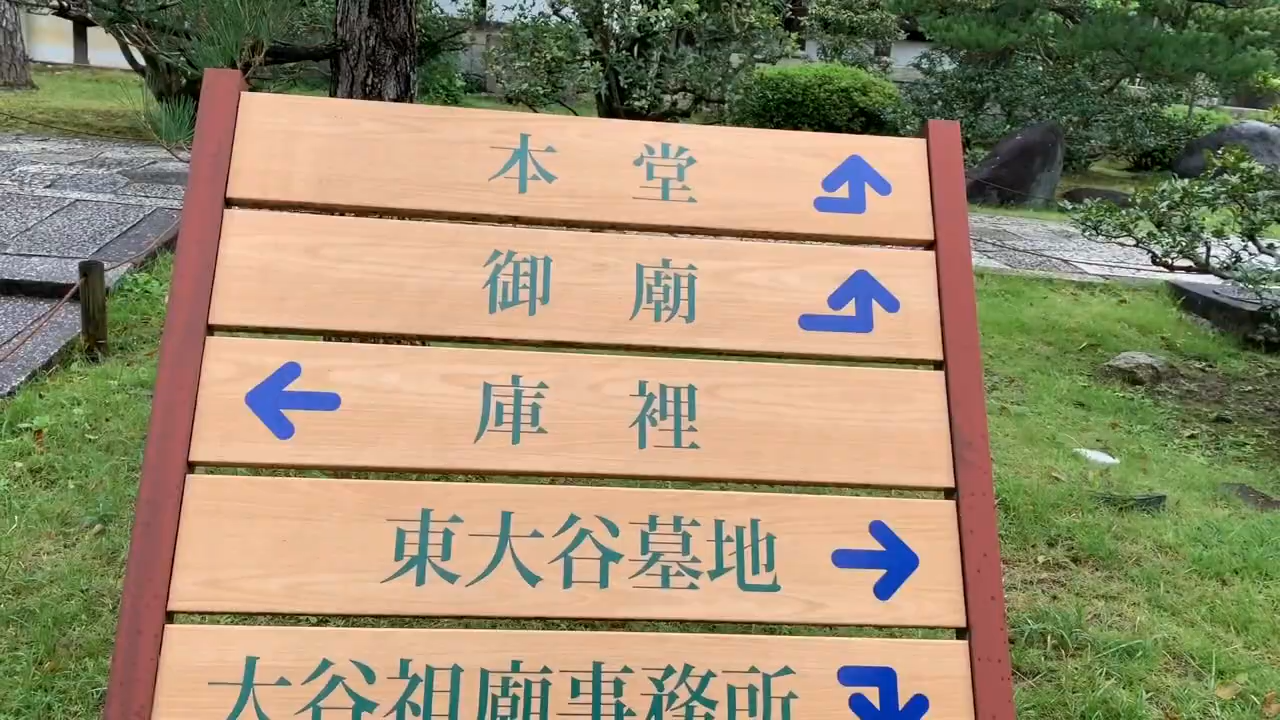 本堂
御廟
庫裡
東大谷墓地
大谷祖廟事務所